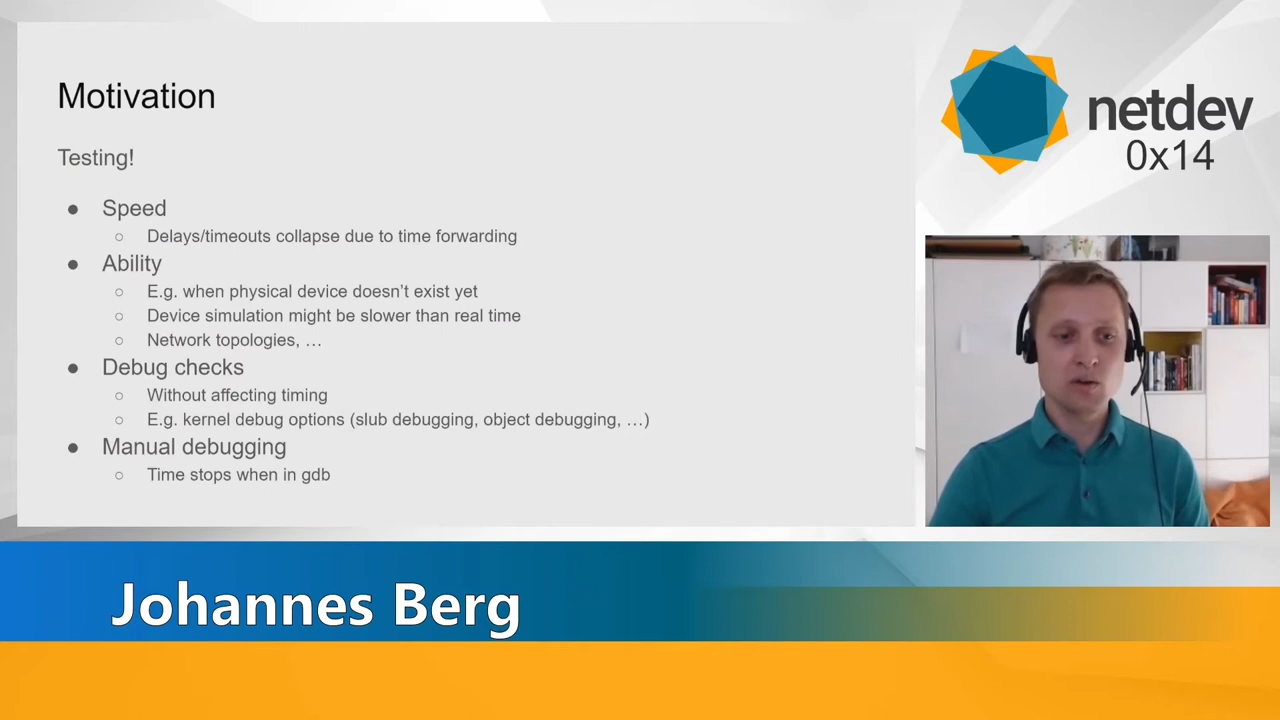 Motivation
Testing!
● Speed
○ Delays/timeouts collapse due to time forwarding
● Ability
○ E.g. when physical device doesn't exist yet
○ Device simulation might be slower than real time
○ Network topologies, …
● Debug checks
○ Without affecting timing
○ E.g. kernel debug options (slub debugging, object debugging, …)
● Manual debugging
○ Time stops when in gdb
netdev
0x14
Johannes Berg